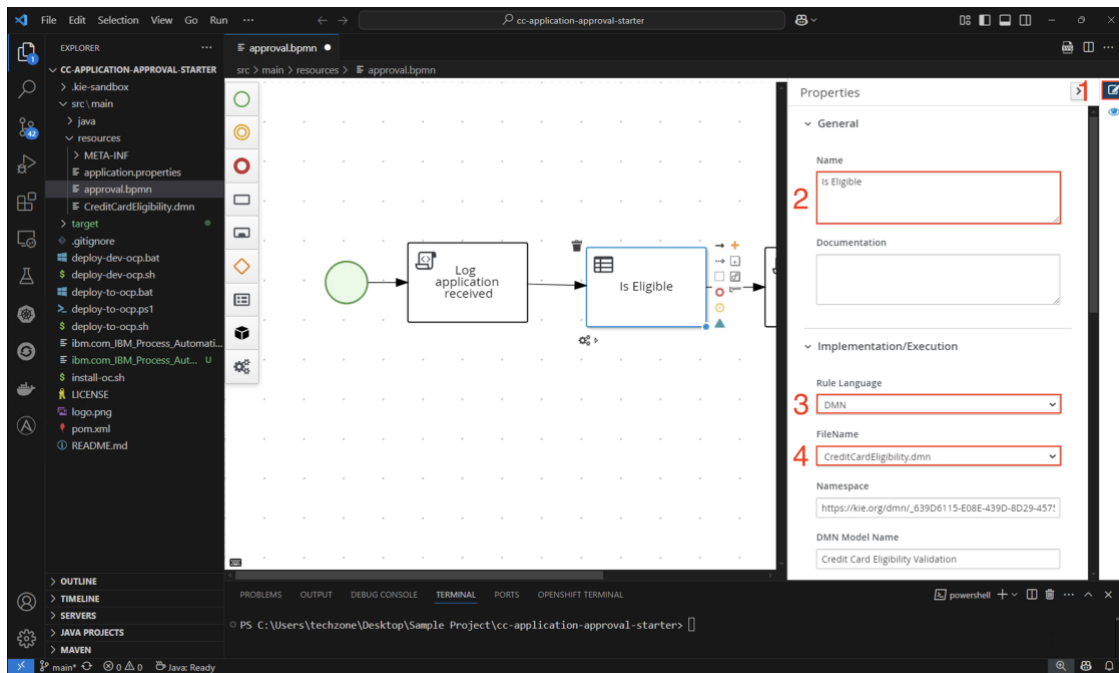 File Edit Selection View Go Run ···
cc-application-approval-starter
EXPLORER ···
CC-APPLICATION-APPROVAL-STARTER
.kie-sandbox
src\main
java
resources
META-INF
application.properties
approval.bpmn
CreditCardEligibility.dmn
target
.gitignore
deploy-dev-ocp.bat
deploy-dev-ocp.sh
deploy-to-ocp.bat
deploy-to-ocp.ps1
deploy-to-ocp.sh
ibm.com_IBM_Process_Automati...
ibm.com_IBM_Process_Aut... U
install-oc.sh
LICENSE
logo.png
pom.xml
README.md
OUTLINE
TIMELINE
SERVERS
JAVA PROJECTS
MAVEN
1
42
approval.bpmn
src > main > resources > approval.bpmn
Log
application
received
Is Eligible
Properties
1
General
Name
2
Is Eligible
Documentation
Implementation/Execution
Rule Language
3
DMN
FileName
4
CreditCardEligibility.dmn
Namespace
https://kie.org/dmn/_639D6115-E08E-439D-8D29-457
DMN Model Name
Credit Card Eligibility Validation
PROBLEMS OUTPUT DEBUG CONSOLE TERMINAL PORTS OPENSHIFT TERMINAL
powershell
PS C:\Users\techzone\Desktop\Sample Project\cc-application-approval-starter>
main* 0 0 Java: Ready